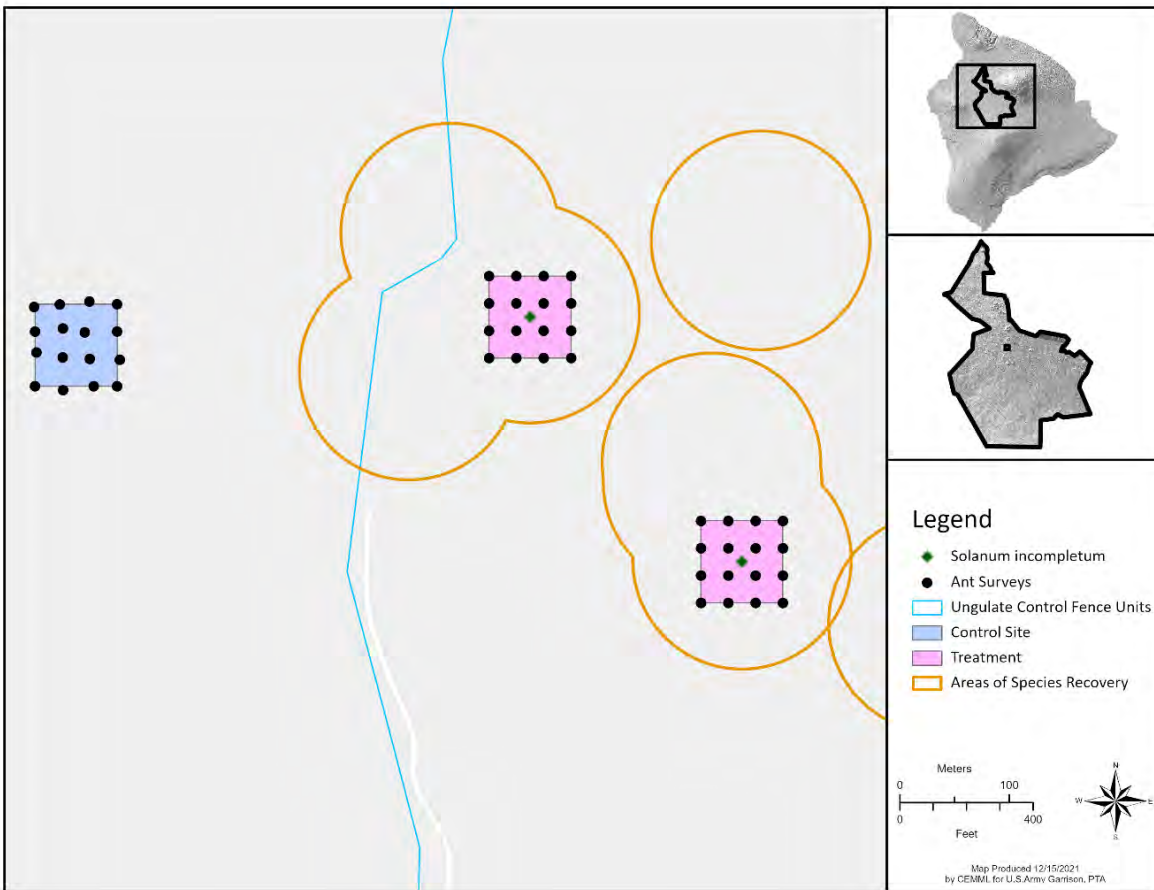 Legend
Solanum incompletum
Ant Surveys
Ungulate Control Fence Units
Control Site
Treatment
Areas of Species Recovery
Meters
0 100
0 400
Feet
N
W E
S
Map Produced 12/15/2021
by CEMML for U.S.Army Garrison, PTA